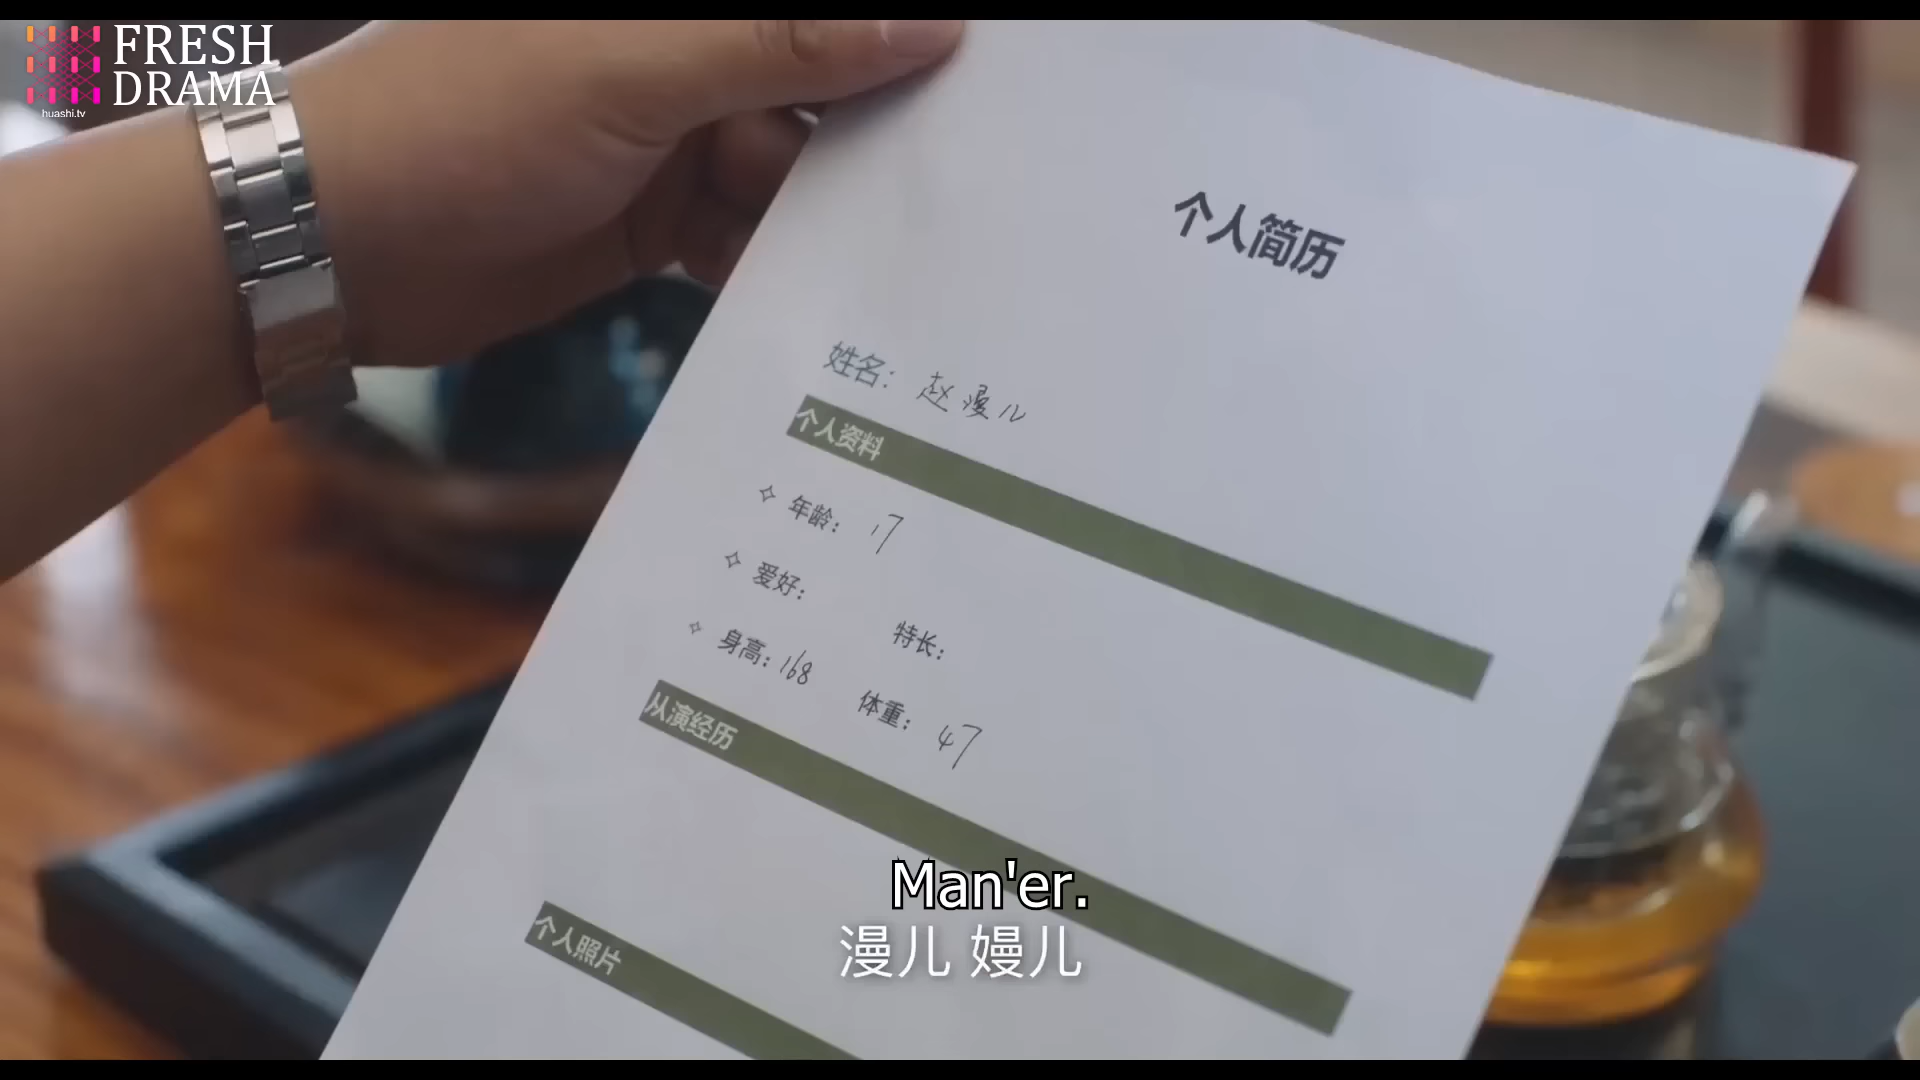 FRESH
DRAMA
huashi.tv
个人简历
姓名： 赵漫儿
个人资料
年龄： 17
爱好： 特长：
身高：168 体重： 47
从演经历
个人照片
Man'er.
漫儿 嫚儿